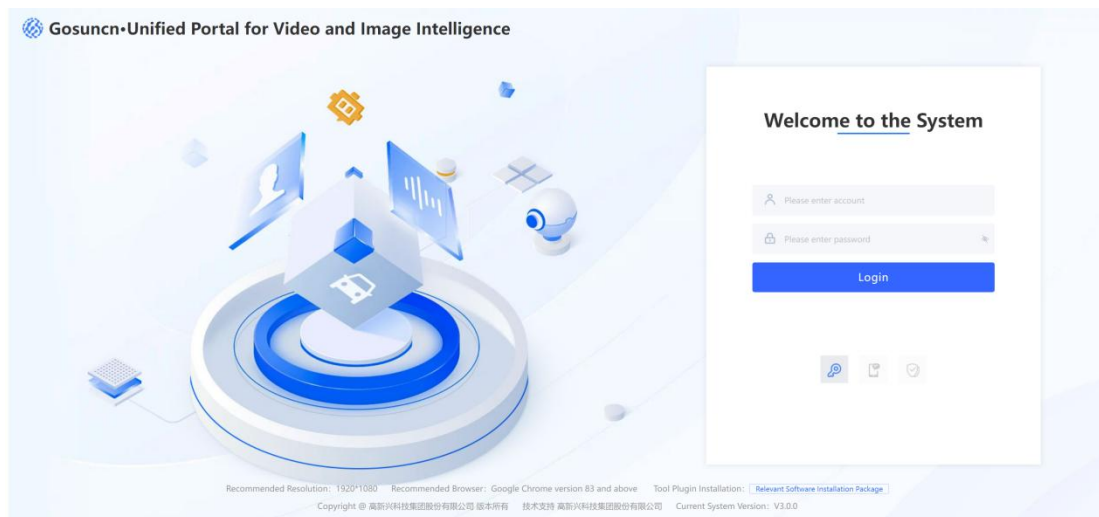 Gosuncn•Unified Portal for Video and Image Intelligence
Welcome to the System
Please enter account
Please enter password
Login
Recommended Resolution: 1920*1080 Recommended Browser: Google Chrome version 83 and above Tool Plugin Installation: Relevant Software Installation Package
Copyright @ 高新兴科技集团股份有限公司 版本所有 技术支持 高新兴科技集团股份有限公司 Current System Version: V3.0.0